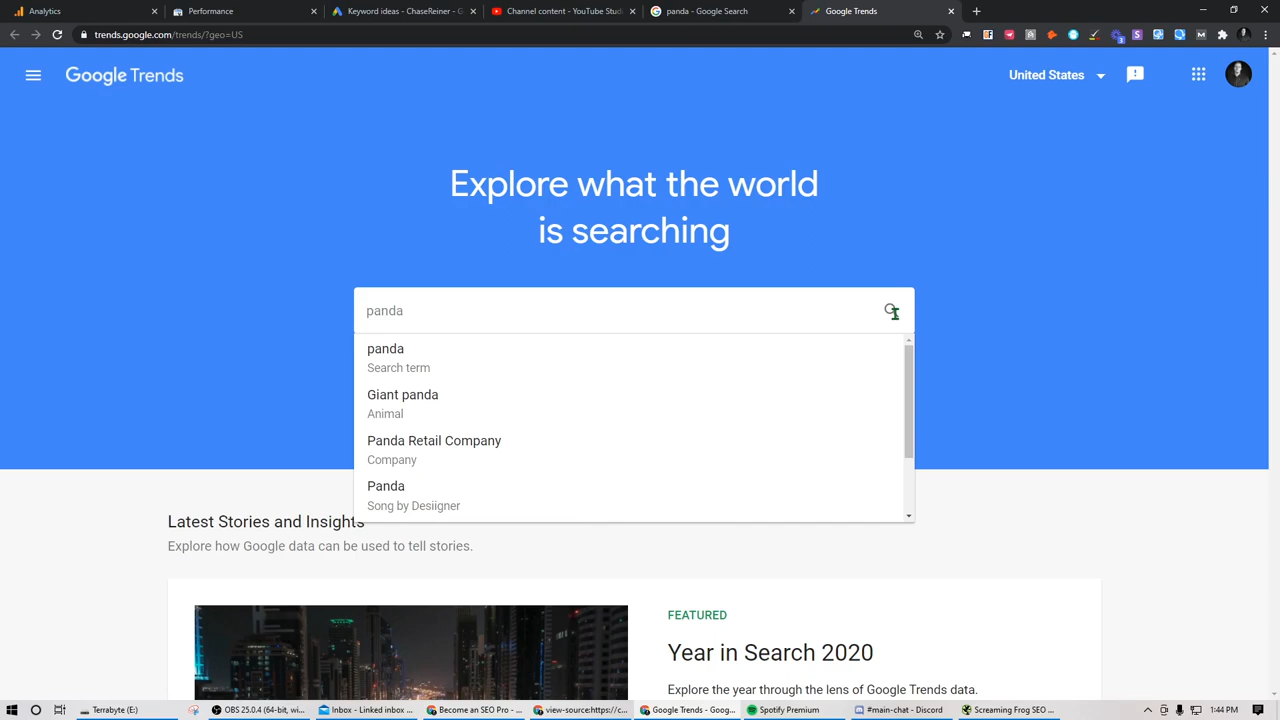 Analytics
Performance
Keyword ideas - ChaseReiner - G
Channel content - YouTube Stud
panda - Google Search
Google Trends
trends.google.com/trends/?geo=US
Google Trends
United States
Explore what the world
is searching
panda
panda
Search term
Giant panda
Animal
Panda Retail Company
Company
Panda
Song by Desiigner
Latest Stories and Insights
Explore how Google data can be used to tell stories.
FEATURED
Year in Search 2020
Explore the year through the lens of Google Trends data.
Terrabyte (E:)
OBS 25.0.4 (64-bit, wi...
Inbox - Linked inbox ...
Become an SEO Pro - ...
view-source:https://c...
Google Trends - Goog...
Spotify Premium
#main-chat - Discord
Screaming Frog SEO ...
1:44 PM